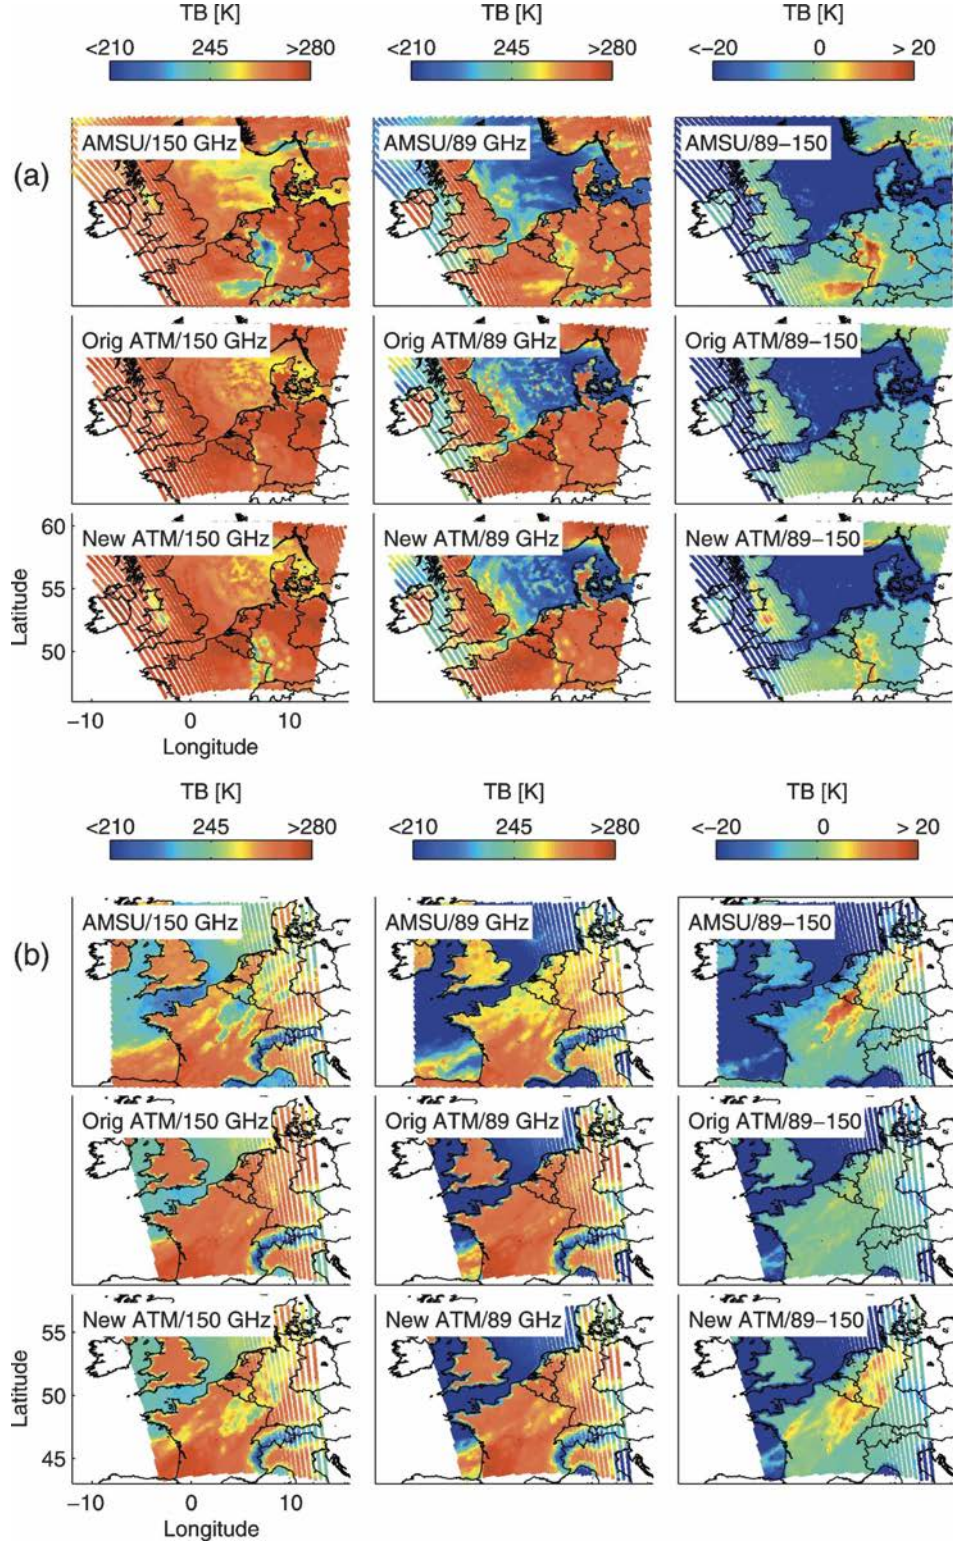 TB [K] TB [K] TB [K]
<210 245 >280 <210 245 >280 <−20 0 > 20
(a)
AMSU/150 GHz AMSU/89 GHz AMSU/89−150
Orig ATM/150 GHz Orig ATM/89 GHz Orig ATM/89−150
60
New ATM/150 GHz New ATM/89 GHz New ATM/89−150
55
Latitude
50
−10 0 10
Longitude
TB [K] TB [K] TB [K]
<210 245 >280 <210 245 >280 <−20 0 > 20
(b)
AMSU/150 GHz AMSU/89 GHz AMSU/89−150
Orig ATM/150 GHz Orig ATM/89 GHz Orig ATM/89−150
New ATM/150 GHz New ATM/89 GHz New ATM/89−150
55
Latitude
50
45
−10 0 10
Longitude